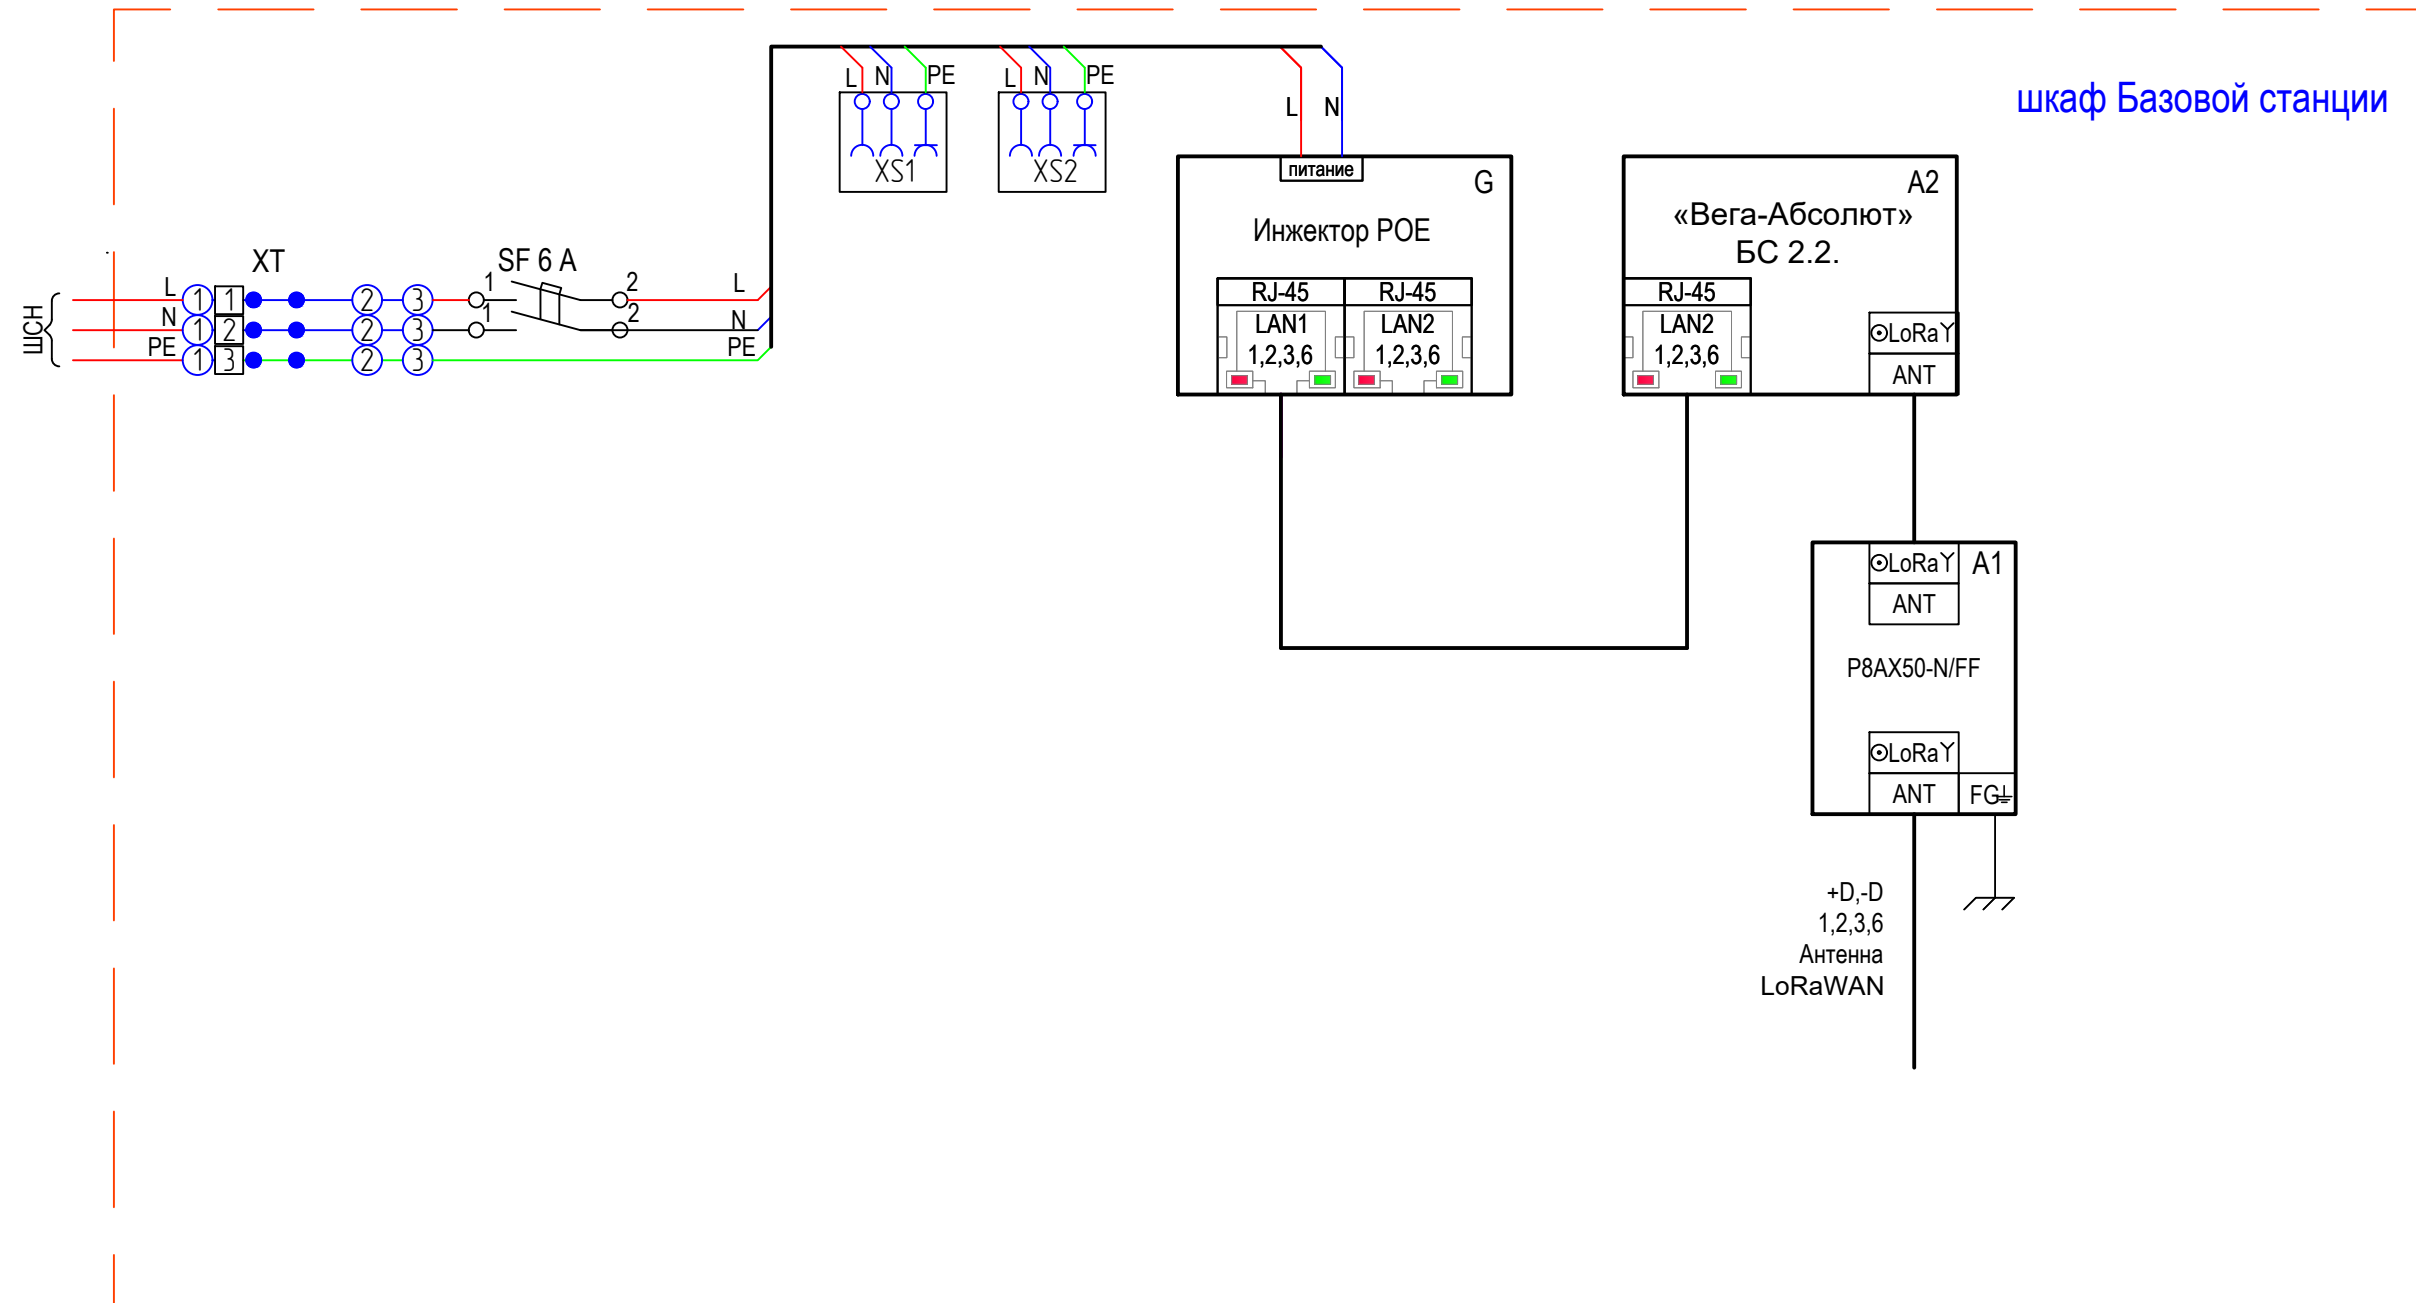 шкаф Базовой станции
L
N
PE
L
N
PE
L
N
XS1
XS2
питание
G
Инжектор POE
RJ-45
RJ-45
LAN1
LAN2
1,2,3,6
1,2,3,6
A2
«Вега-Абсолют»
БС 2.2.
RJ-45
LAN2
1,2,3,6
LoRa
ANT
ШСН
XT
SF 6 A
L
1
1
2
3
1
2
L
N
1
2
2
3
1
2
N
PE
1
3
2
3
PE
LoRa
A1
ANT
P8AX50-N/FF
LoRa
ANT
FG
+D,-D
1,2,3,6
Антенна
LoRaWAN